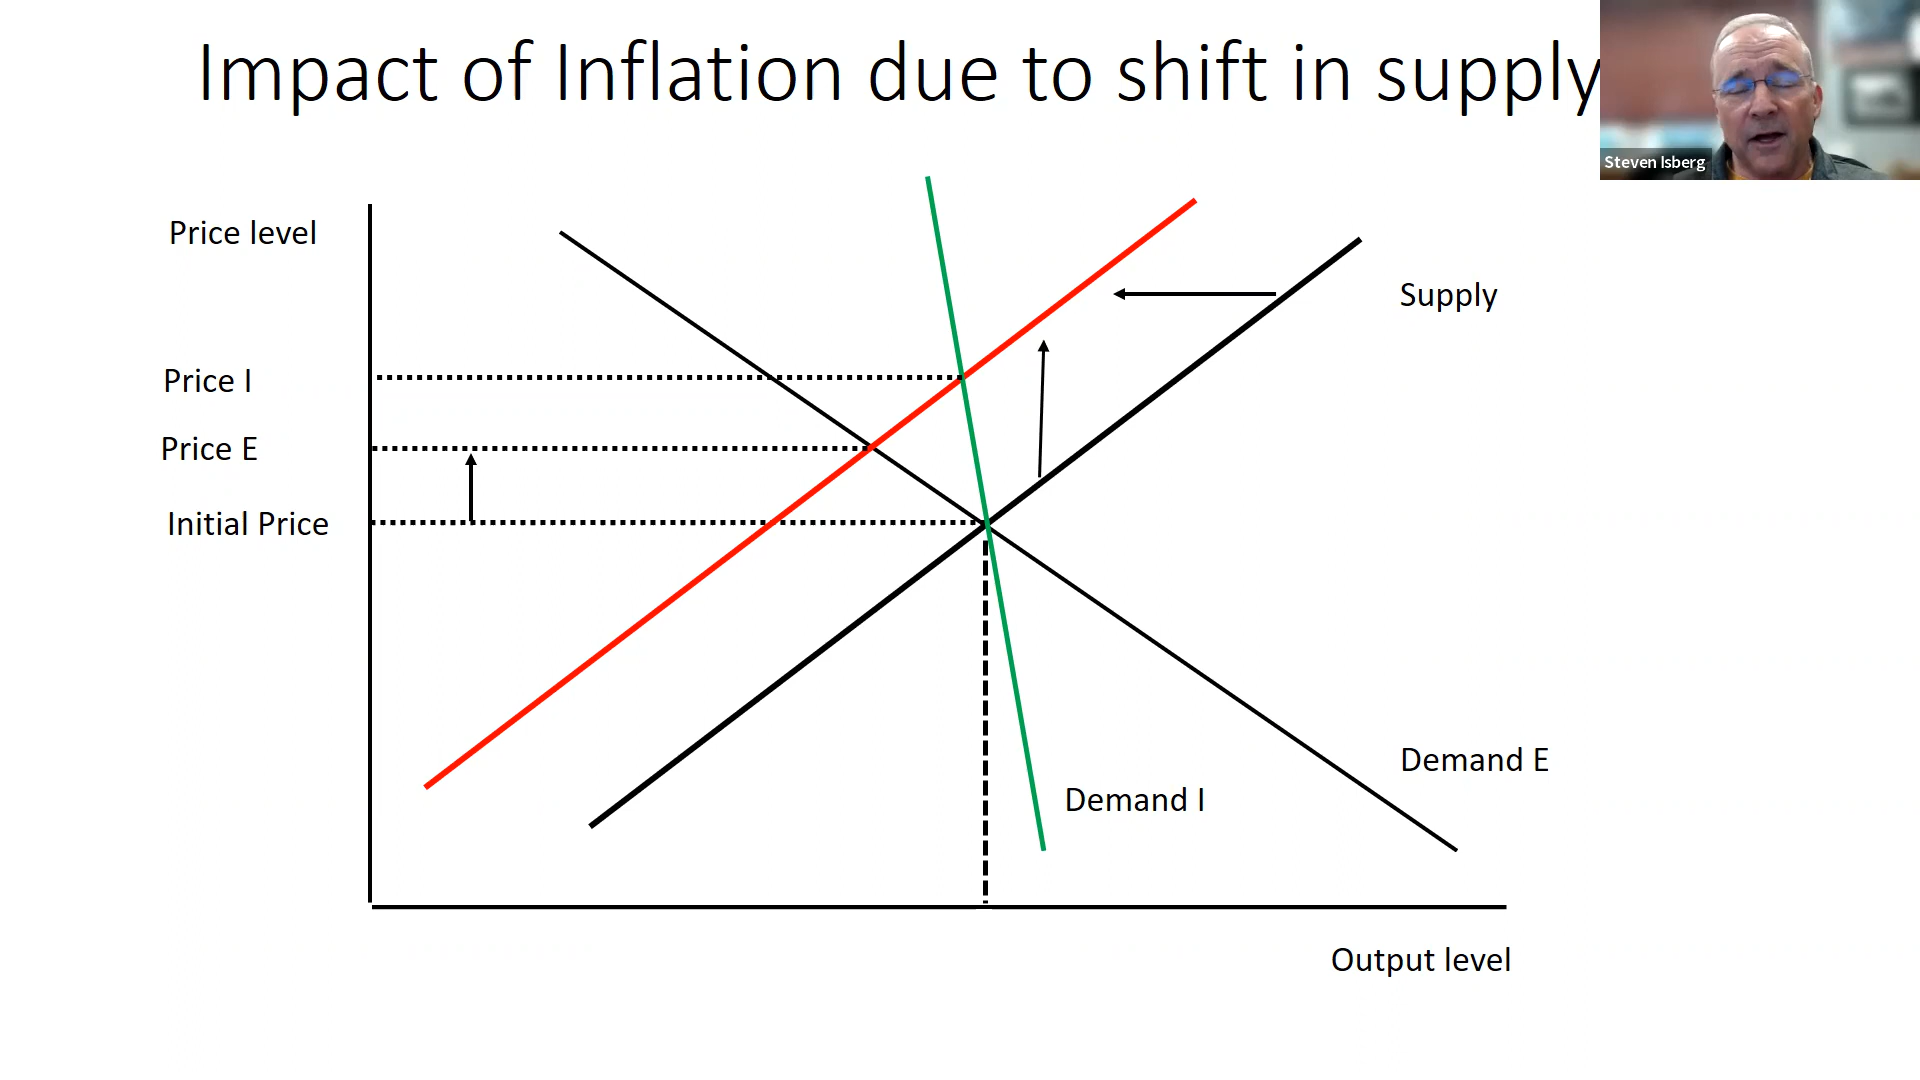 Impact of Inflation due to shift in supply
Steven Isberg
Price level
Supply
Price I
Price E
Initial Price
Demand E
Demand I
Output level